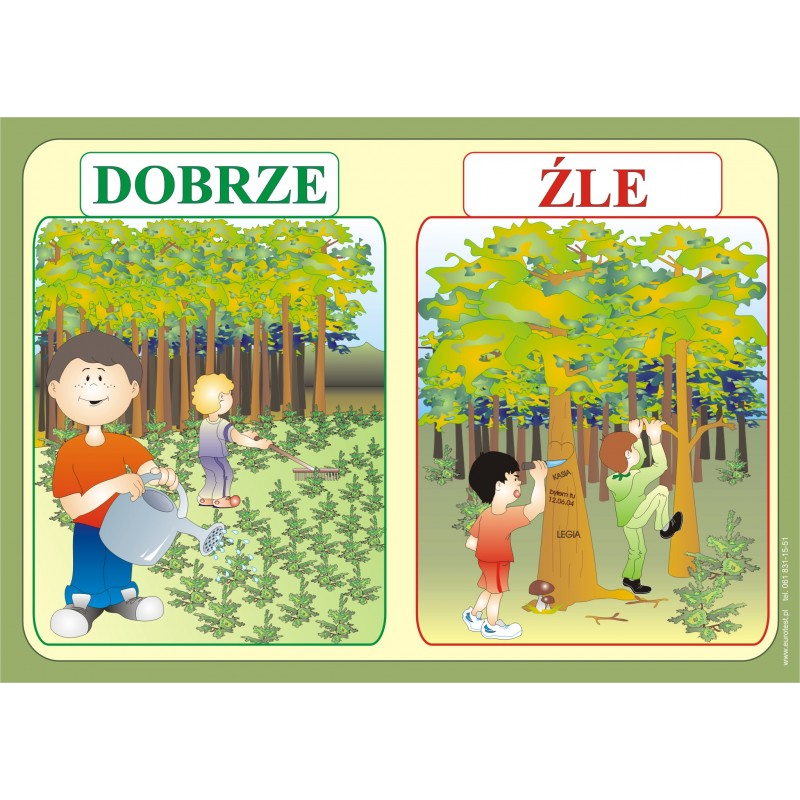 DOBRZE
ŹLE
KASIA
byłem tu
12.06.04
LEGIA
www.eurotest.pl tel. 061 831-15-51